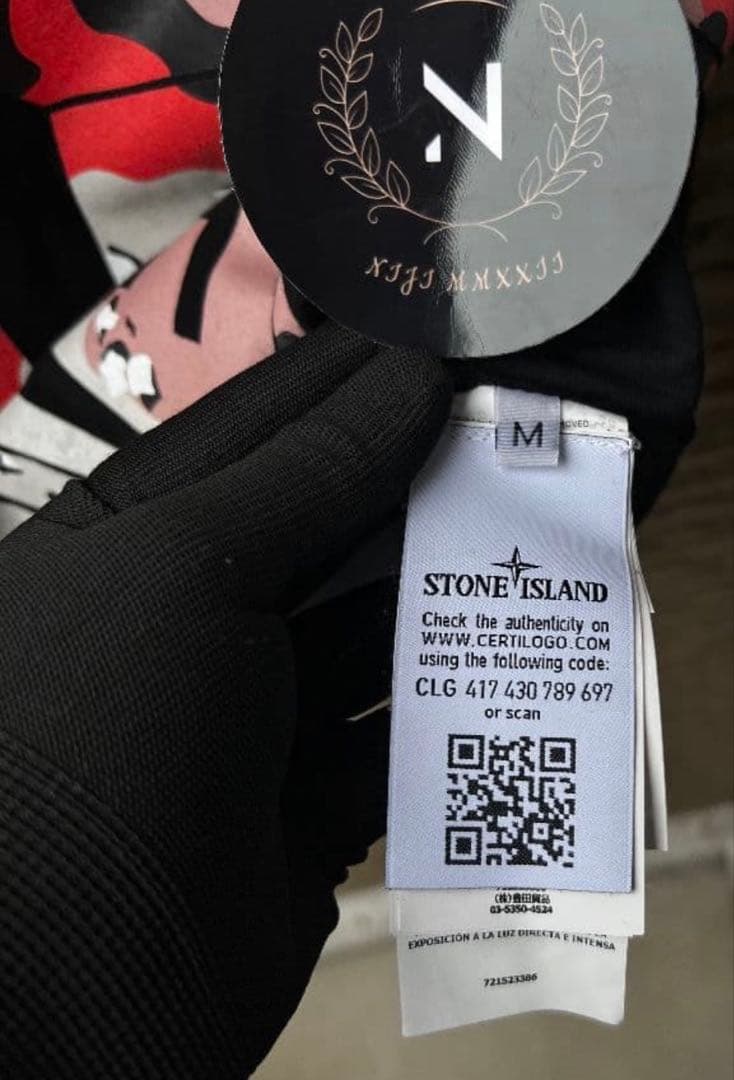 N
NIJI MMXXII
M
STONE ISLAND
Check the authenticity on
WWW.CERTILOGO.COM
using the following code:
CLG 417 430 789 697
or scan
03-5350-4524
EXPOSICIÓN A LA LUZ DIRECTA E INTENSA
721523386